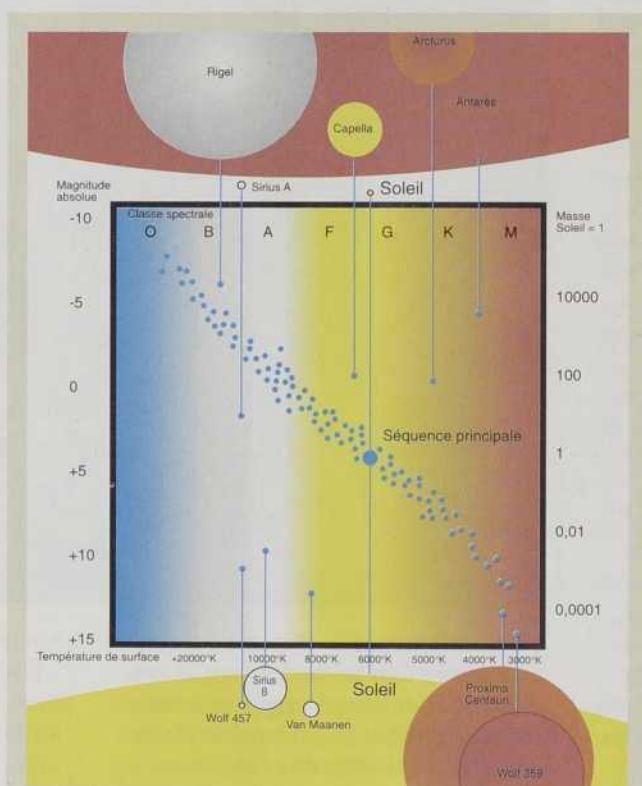 Arcturus
Rigel
Antarès
Capella
Magnitude
absolue
Sirius A
Soleil
Masse
Soleil = 1
Classe spectrale
O B A F G K M
-10
-5
0
+5
+10
+15
10000
100
1
0,01
0,0001
Séquence principale
Température de surface +20000°K 10000°K 8000°K 6000°K 5000°K 4000°K 3000°K
Sirius
B
Soleil
Proxima
Centauri
Wolf 457
Van Maanen
Wolf 359